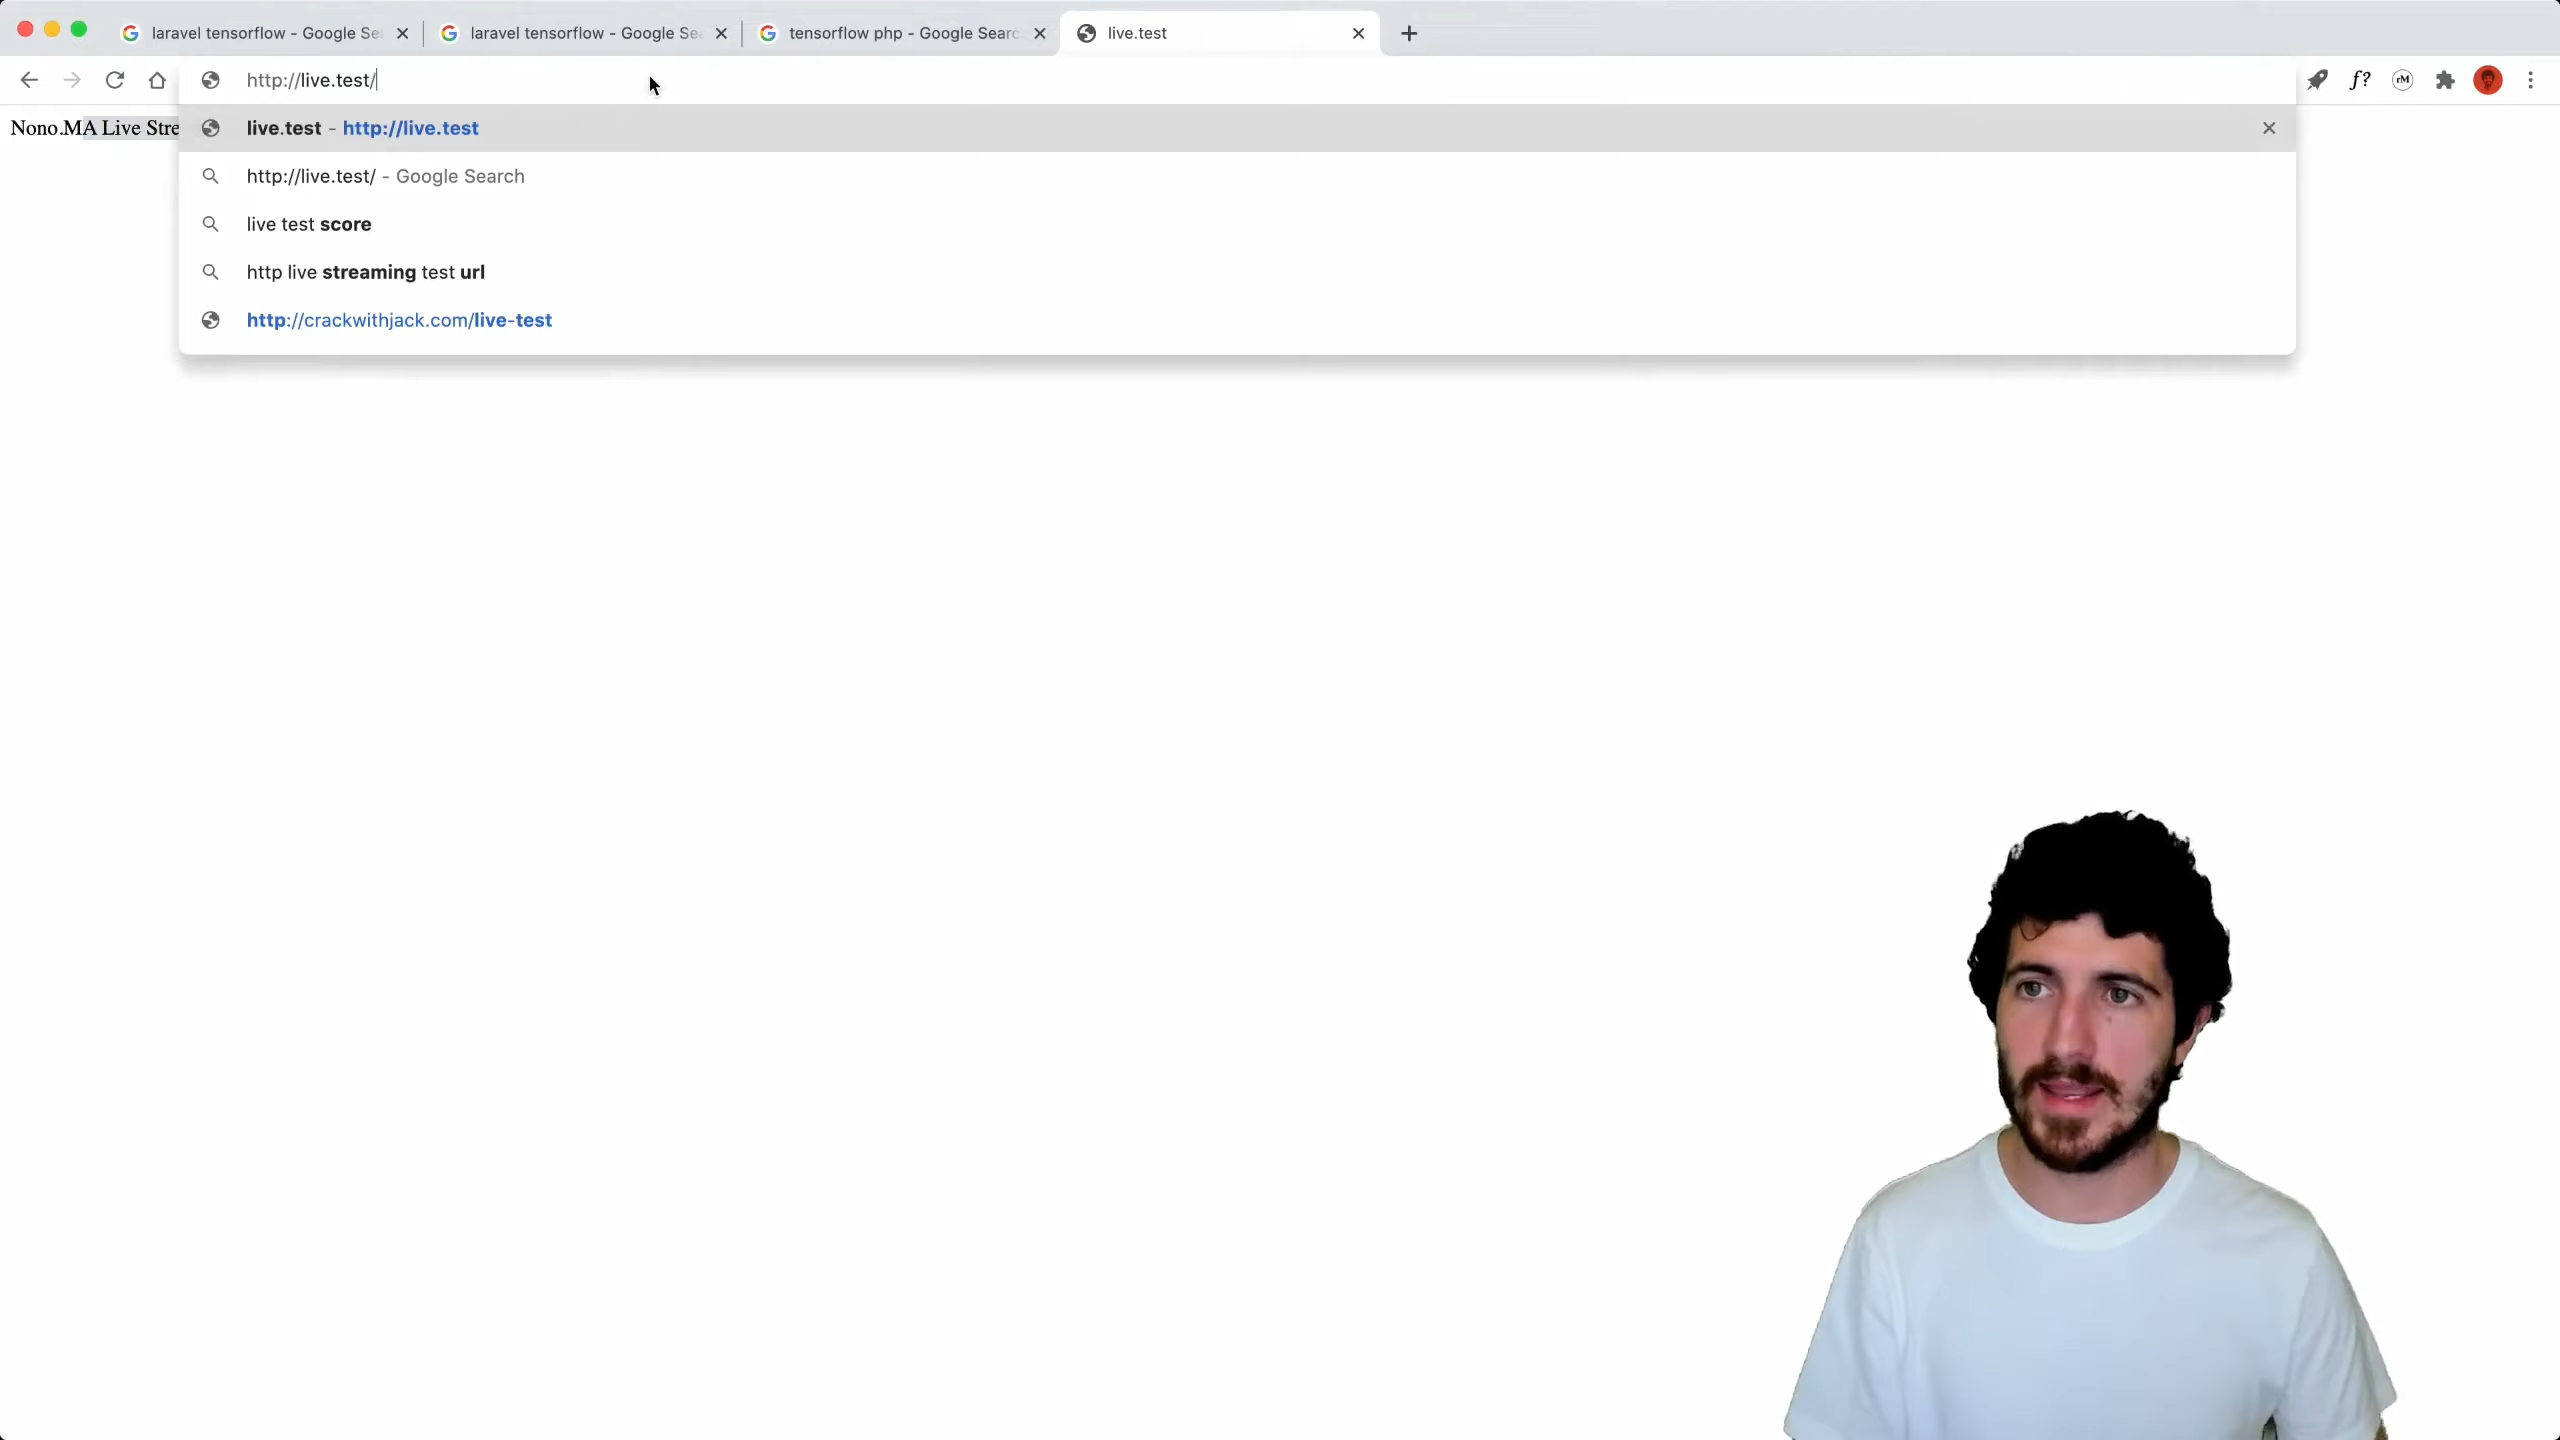 laravel tensorflow - Google Se
laravel tensorflow - Google Se
tensorflow php - Google Searc
live.test
http://live.test/
f?
rM
Nono.MA Live Stre
live.test - http://live.test
http://live.test/ - Google Search
live test score
http live streaming test url
http://crackwithjack.com/live-test